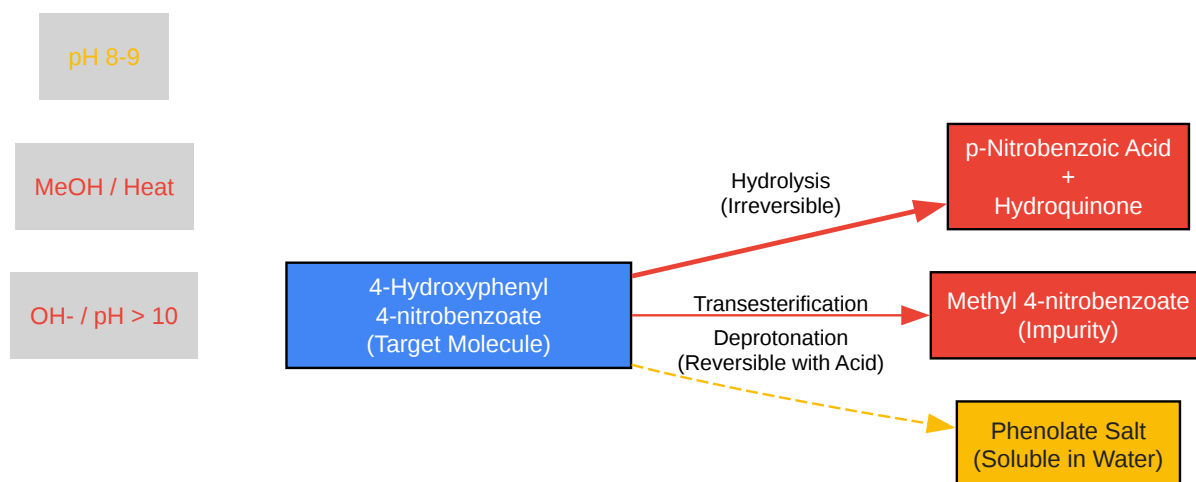 pH 8-9
MeOH / Heat
OH- / pH > 10
4-Hydroxyphenyl
4-nitrobenzoate
(Target Molecule)
Hydrolysis
(Irreversible)
Transesterification
Deprotonation
(Reversible with Acid)
p-Nitrobenzoic Acid
+
Hydroquinone
Methyl 4-nitrobenzoate
(Impurity)
Phenolate Salt
(Soluble in Water)